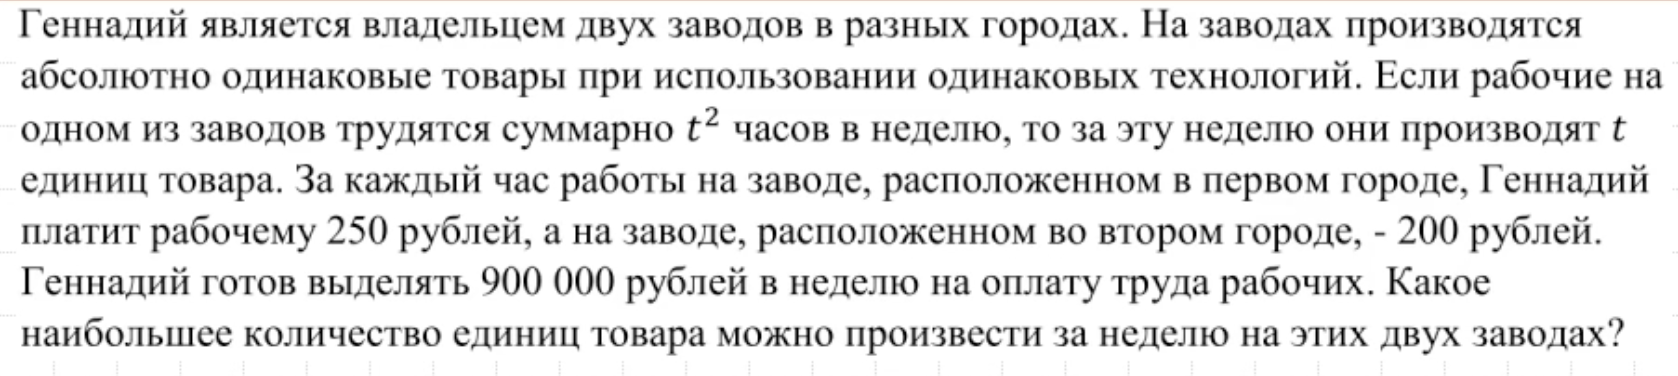 Геннадий является владельцем двух заводов в разных городах. На заводах производятся
абсолютно одинаковые товары при использовании одинаковых технологий. Если рабочие на
одном из заводов трудятся суммарно t² часов в неделю, то за эту неделю они производят t
единиц товара. За каждый час работы на заводе, расположенном в первом городе, Геннадий
платит рабочему 250 рублей, а на заводе, расположенном во втором городе, - 200 рублей.
Геннадий готов выделять 900 000 рублей в неделю на оплату труда рабочих. Какое
наибольшее количество единиц товара можно произвести за неделю на этих двух заводах?